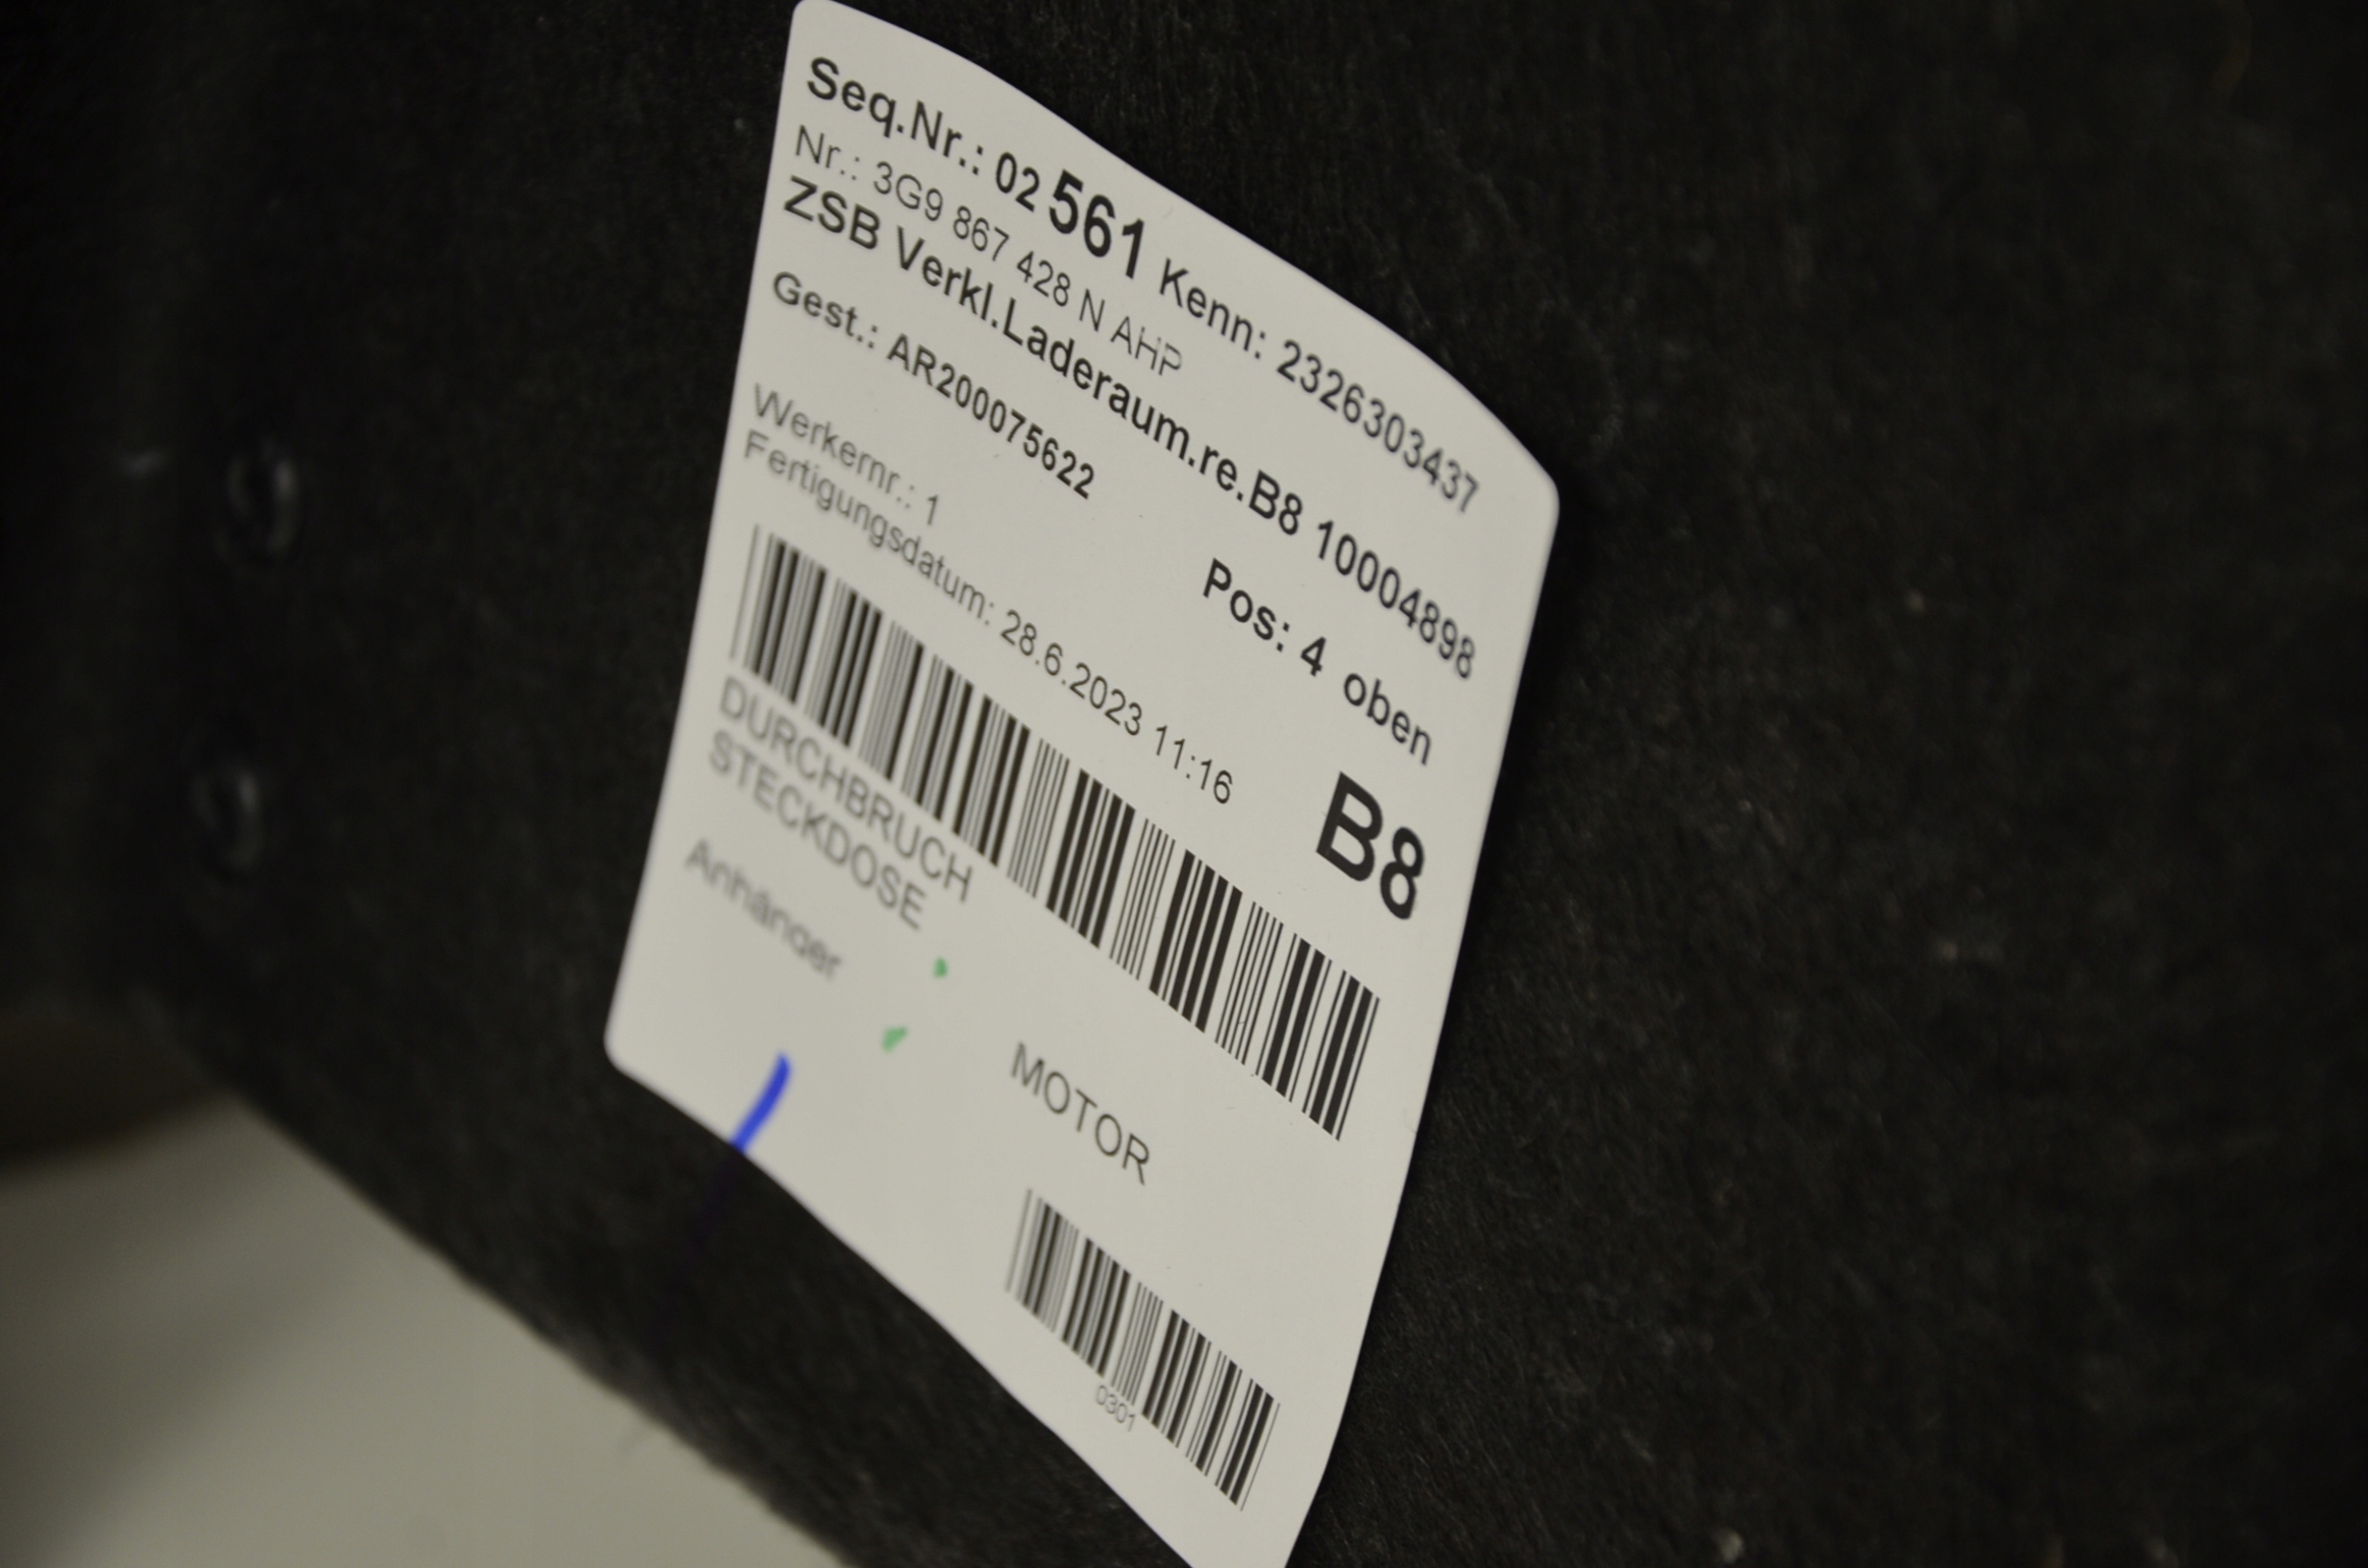 Seq.Nr.: 02 561 Kenn: 2326303437
Nr.: 3G9 867 428 N AHP
ZSB Verkl.Laderaum.re.B8 10004898
Gest.: AR200075622
Pos: 4 oben
Werkernr.: 1
Fertigungsdatum: 28.6.2023 11:16
B8
DURCHBRUCH
STECKDOSE
Anhänger
MOTOR
0301